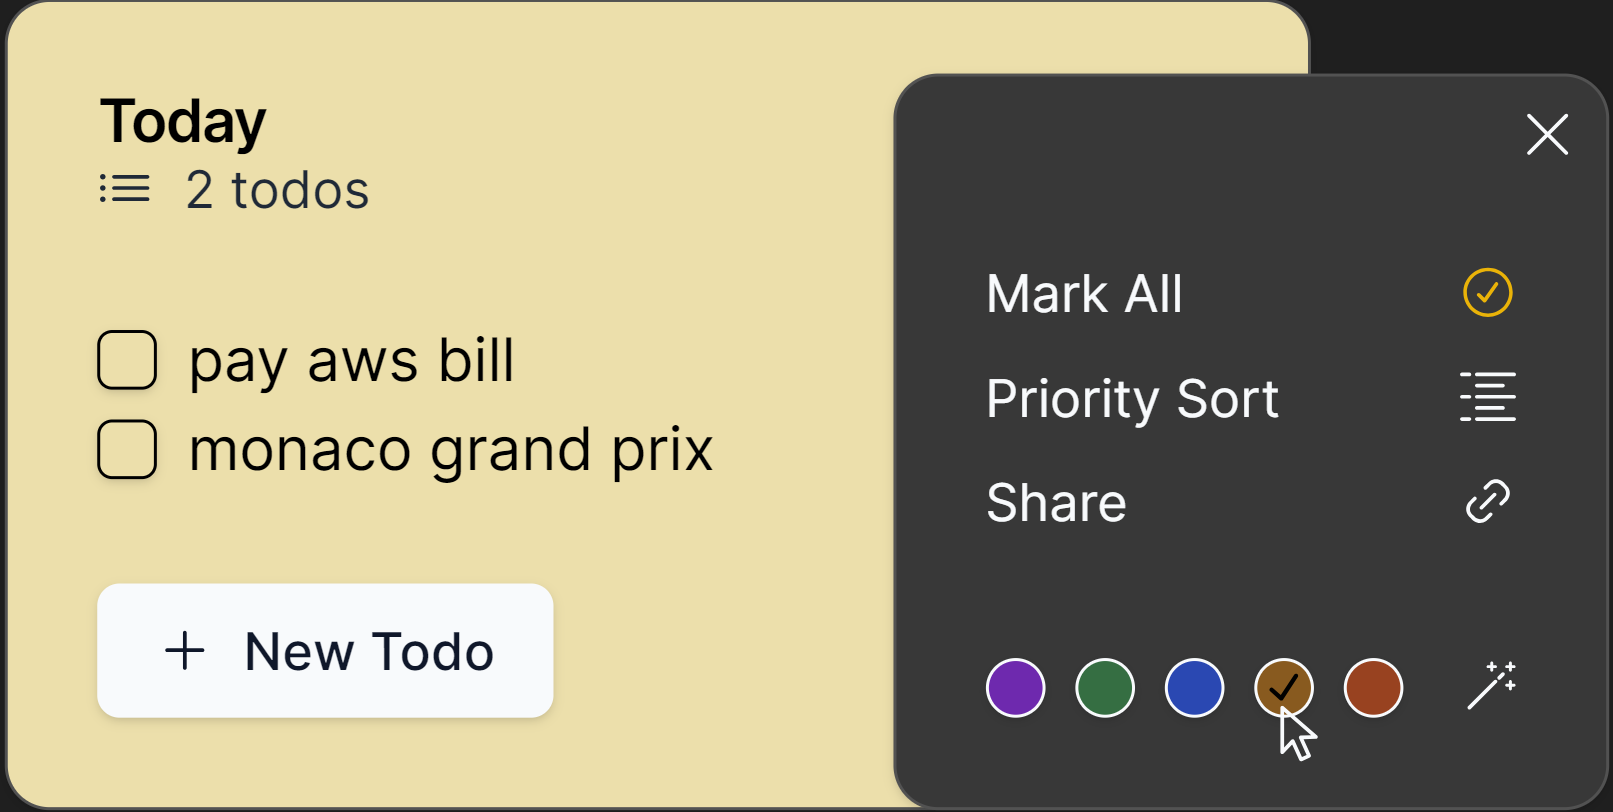 Today
2 todos
pay aws bill
monaco grand prix
New Todo
Mark All
Priority Sort
Share